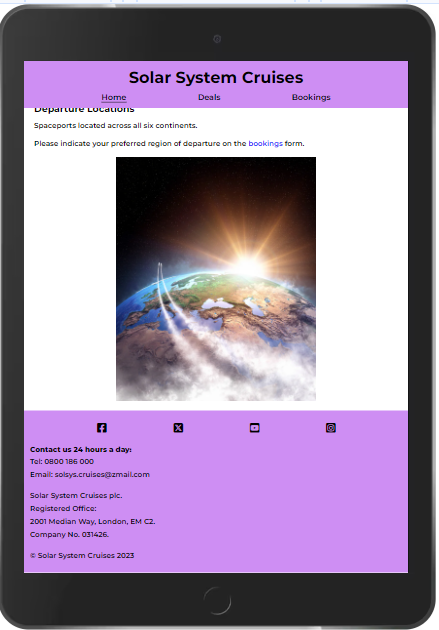 Solar System Cruises
Home Deals Bookings
Departure Locations
Spaceports located across all six continents.
Please indicate your preferred region of departure on the bookings form.
Contact us 24 hours a day:
Tel: 0800 186 000
Email: solsys.cruises@zmail.com
Solar System Cruises plc.
Registered Office:
2001 Median Way, London, EM C2.
Company No. 031426.
© Solar System Cruises 2023